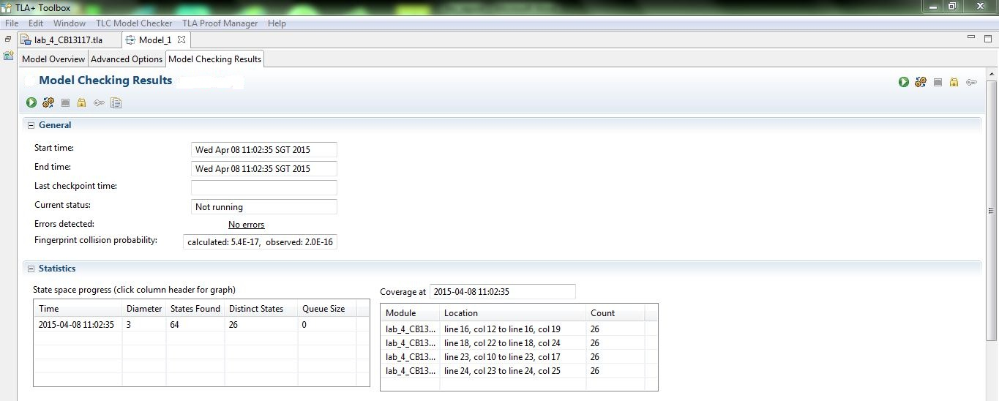 TLA+ Toolbox
File Edit Window TLC Model Checker TLA Proof Manager Help
lab_4_CB13117.tla Model_1
Model Overview Advanced Options Model Checking Results
Model Checking Results
General
Start time: Wed Apr 08 11:02:35 SGT 2015
End time: Wed Apr 08 11:02:35 SGT 2015
Last checkpoint time:
Current status: Not running
Errors detected: No errors
Fingerprint collision probability: calculated: 5.4E-17, observed: 2.0E-16
Statistics
State space progress (click column header for graph)
Time Diameter States Found Distinct States Queue Size
2015-04-08 11:02:35 3 64 26 0
Coverage at 2015-04-08 11:02:35
Module Location Count
lab_4_CB13... line 16, col 12 to line 16, col 19 26
lab_4_CB13... line 18, col 22 to line 18, col 24 26
lab_4_CB13... line 23, col 10 to line 23, col 17 26
lab_4_CB13... line 24, col 23 to line 24, col 25 26